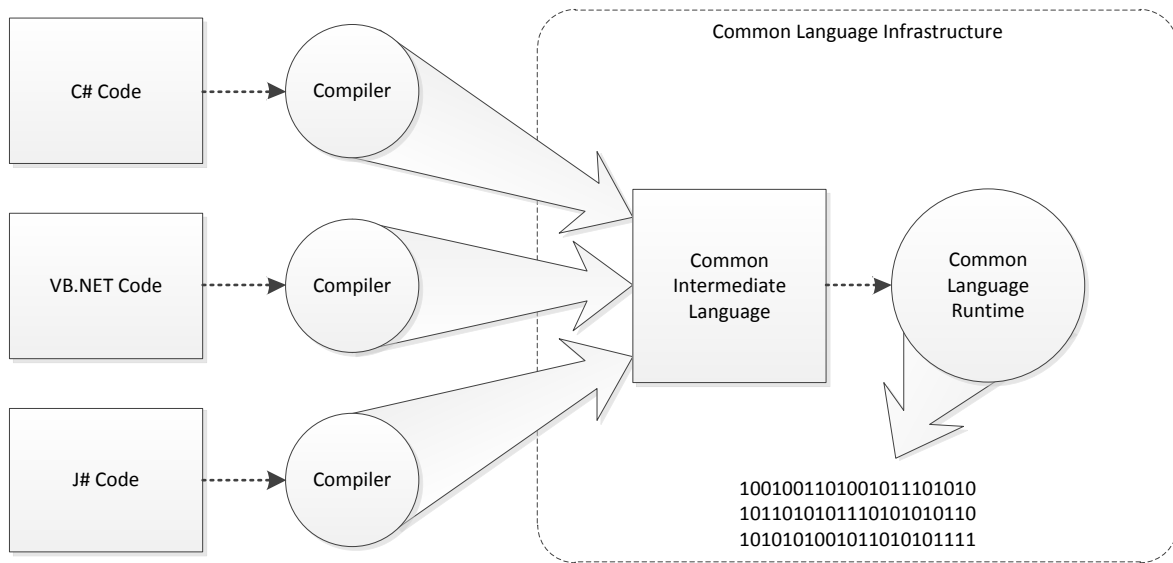 Common Language Infrastructure
C# Code
Compiler
VB.NET Code
Compiler
Common
Intermediate
Language
Common
Language
Runtime
J# Code
Compiler
1001001101001011101010
1011010101110101010110
1010101001011010101111